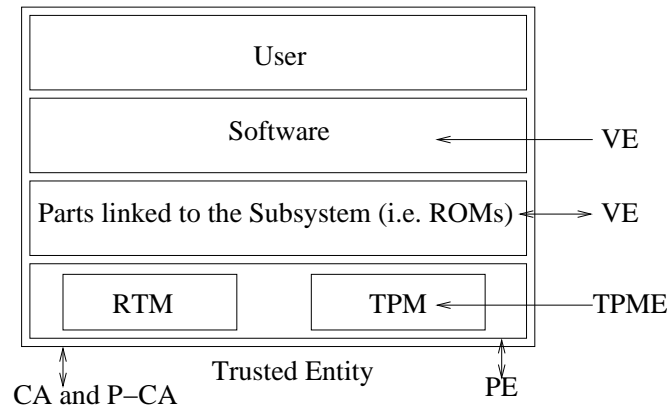 User
Software
VE
Parts linked to the Subsystem (i.e. ROMs)
VE
RTM
TPM
TPME
Trusted Entity
CA and P−CA
PE